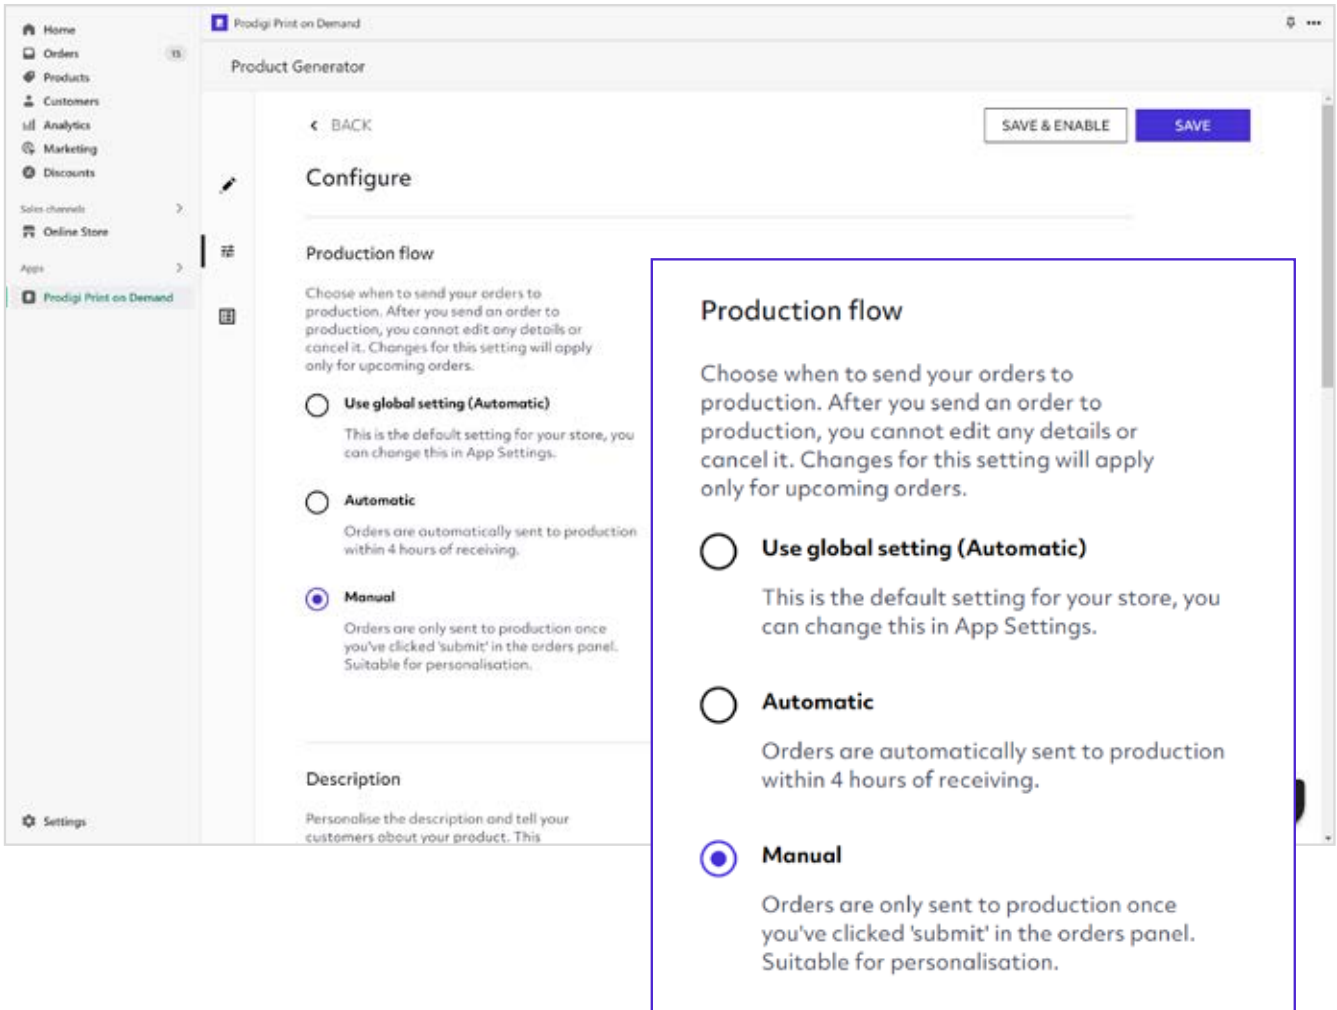 Home
Orders
15
Products
Customers
Analytics
Marketing
Discounts
Sales channels
Online Store
Apps
Prodigi Print on Demand
Settings
Prodigi Print on Demand
Product Generator
BACK
SAVE & ENABLE
SAVE
Configure
Production flow
Choose when to send your orders to
production. After you send an order to
production, you cannot edit any details or
cancel it. Changes for this setting will apply
only for upcoming orders.
Use global setting (Automatic)
This is the default setting for your store, you
can change this in App Settings.
Automatic
Orders are automatically sent to production
within 4 hours of receiving.
Manual
Orders are only sent to production once
you've clicked 'submit' in the orders panel.
Suitable for personalisation.
Description
Personalise the description and tell your
customers about your product. This
Production flow
Choose when to send your orders to
production. After you send an order to
production, you cannot edit any details or
cancel it. Changes for this setting will apply
only for upcoming orders.
Use global setting (Automatic)
This is the default setting for your store, you
can change this in App Settings.
Automatic
Orders are automatically sent to production
within 4 hours of receiving.
Manual
Orders are only sent to production once
you've clicked 'submit' in the orders panel.
Suitable for personalisation.